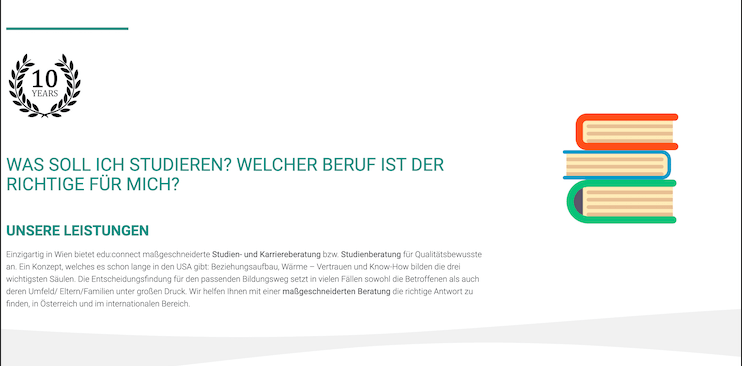 10
YEARS
WAS SOLL ICH STUDIEREN? WELCHER BERUF IST DER
RICHTIGE FÜR MICH?
UNSERE LEISTUNGEN
Einzigartig in Wien bietet edu:connect maßgeschneiderte Studien- und Karriereberatung bzw. Studienberatung für Qualitätsbewusste
an. Ein Konzept, welches es schon lange in den USA gibt: Beziehungsaufbau, Wärme – Vertrauen und Know-How bilden die drei
wichtigsten Säulen. Die Entscheidungsfindung für den passenden Bildungsweg setzt in vielen Fällen sowohl die Betroffenen als auch
deren Umfeld/ Eltern/Familien unter großen Druck. Wir helfen Ihnen mit einer maßgeschneiderten Beratung die richtige Antwort zu
finden, in Österreich und im internationalen Bereich.